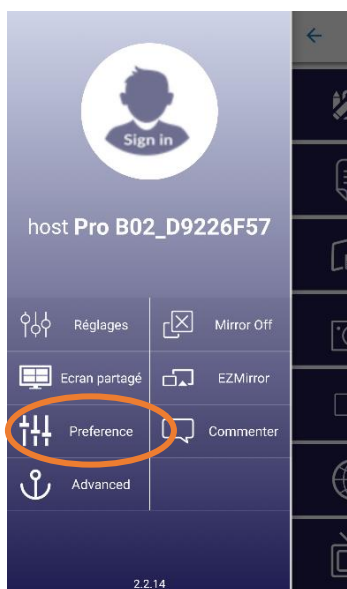 Sign in
host Pro B02_D9226F57
Réglages
Mirror Off
Ecran partagé
EZMirror
Preference
Commenter
Advanced
2.2.14